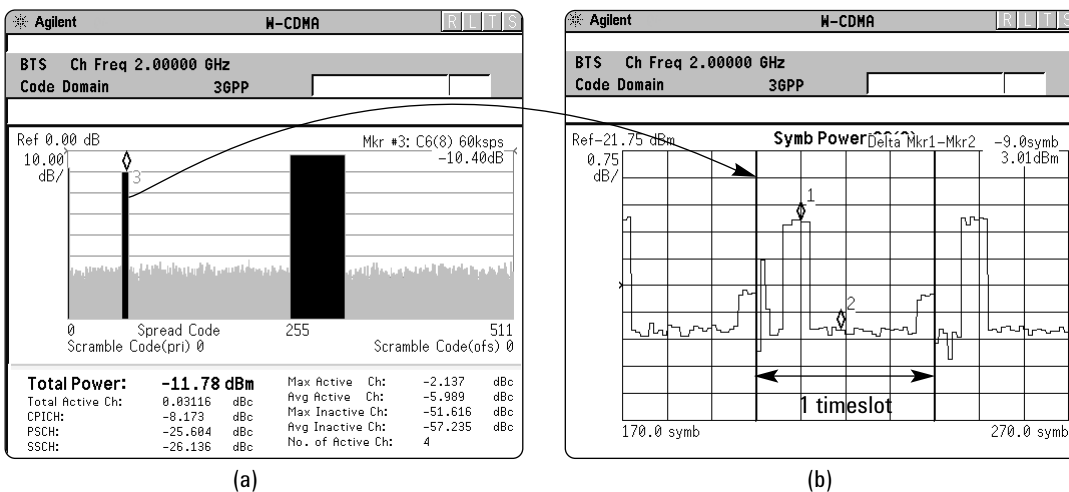 Agilent W-CDMA R L T S
BTS Ch Freq 2.00000 GHz
Code Domain 3GPP
Ref 0.00 dB Mkr #3: C6(8) 60ksps
10.00 -10.40dB
dB/
3
0 Spread Code 255 511
Scramble Code(pri) 0 Scramble Code(ofs) 0
Total Power: -11.78 dBm
Total Active Ch: 0.03116 dBc
CPICH: -8.173 dBc
PSCH: -25.604 dBc
SSCH: -26.136 dBc
Max Active Ch: -2.137 dBc
Avg Active Ch: -5.989 dBc
Max Inactive Ch: -51.616 dBc
Avg Inactive Ch: -57.235 dBc
No. of Active Ch: 4
(a)
Agilent W-CDMA R L T S
BTS Ch Freq 2.00000 GHz
Code Domain 3GPP
Ref-21.75 dBm Symb Power Delta Mkr1-Mkr2 -9.0symb
0.75 3.01dBm
dB/
1
2
1 timeslot
170.0 symb 270.0 symb
(b)